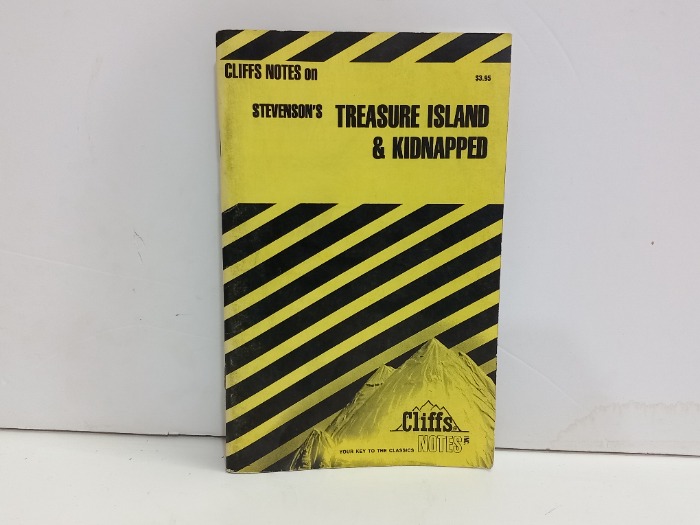 CLIFFS NOTES on
$3.95
STEVENSON'S TREASURE ISLAND
& KIDNAPPED
Cliffs
NOTES
YOUR KEY TO THE CLASSICS